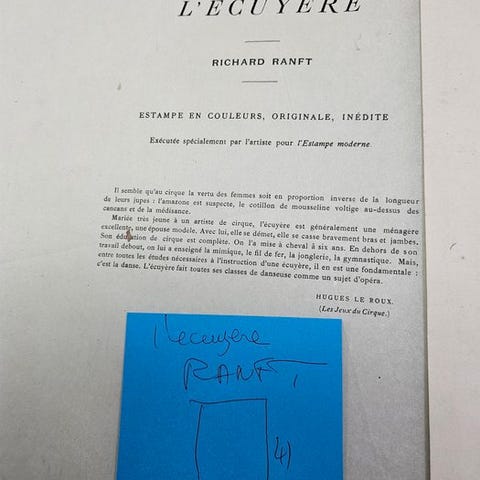 L'ÉCUYÈRE
RICHARD RANFT
ESTAMPE EN COULEURS, ORIGINALE, INÉDITE
Exécutée spécialement par l'artiste pour l'Estampe moderne.
Il semble qu'au cirque la vertu des femmes soit en proportion inverse de la longueur
de leurs jupes : l'amazone est suspecte, le cotillon de mousseline voltige au-dessus des
cancans et de la médisance.
Mariée très jeune à un artiste de cirque, l'écuyère est généralement une ménagère
excellente, une épouse modèle. Avec lui, elle se démet, elle se casse bravement bras et jambes.
Son éducation de cirque est complète. On l'a mise à cheval à six ans. En dehors de son
travail debout, on lui a enseigné la mimique, le fil de fer, la jonglerie, la gymnastique. Mais,
entre toutes les études nécessaires à l'instruction d'une écuyère, il en est une fondamentale :
c'est la danse. L'écuyère fait toutes ses classes de danseuse comme un sujet d'opéra.
HUGUES LE ROUX.
(Les Jeux du Cirque.)
l'ecuyere
RANFT
41